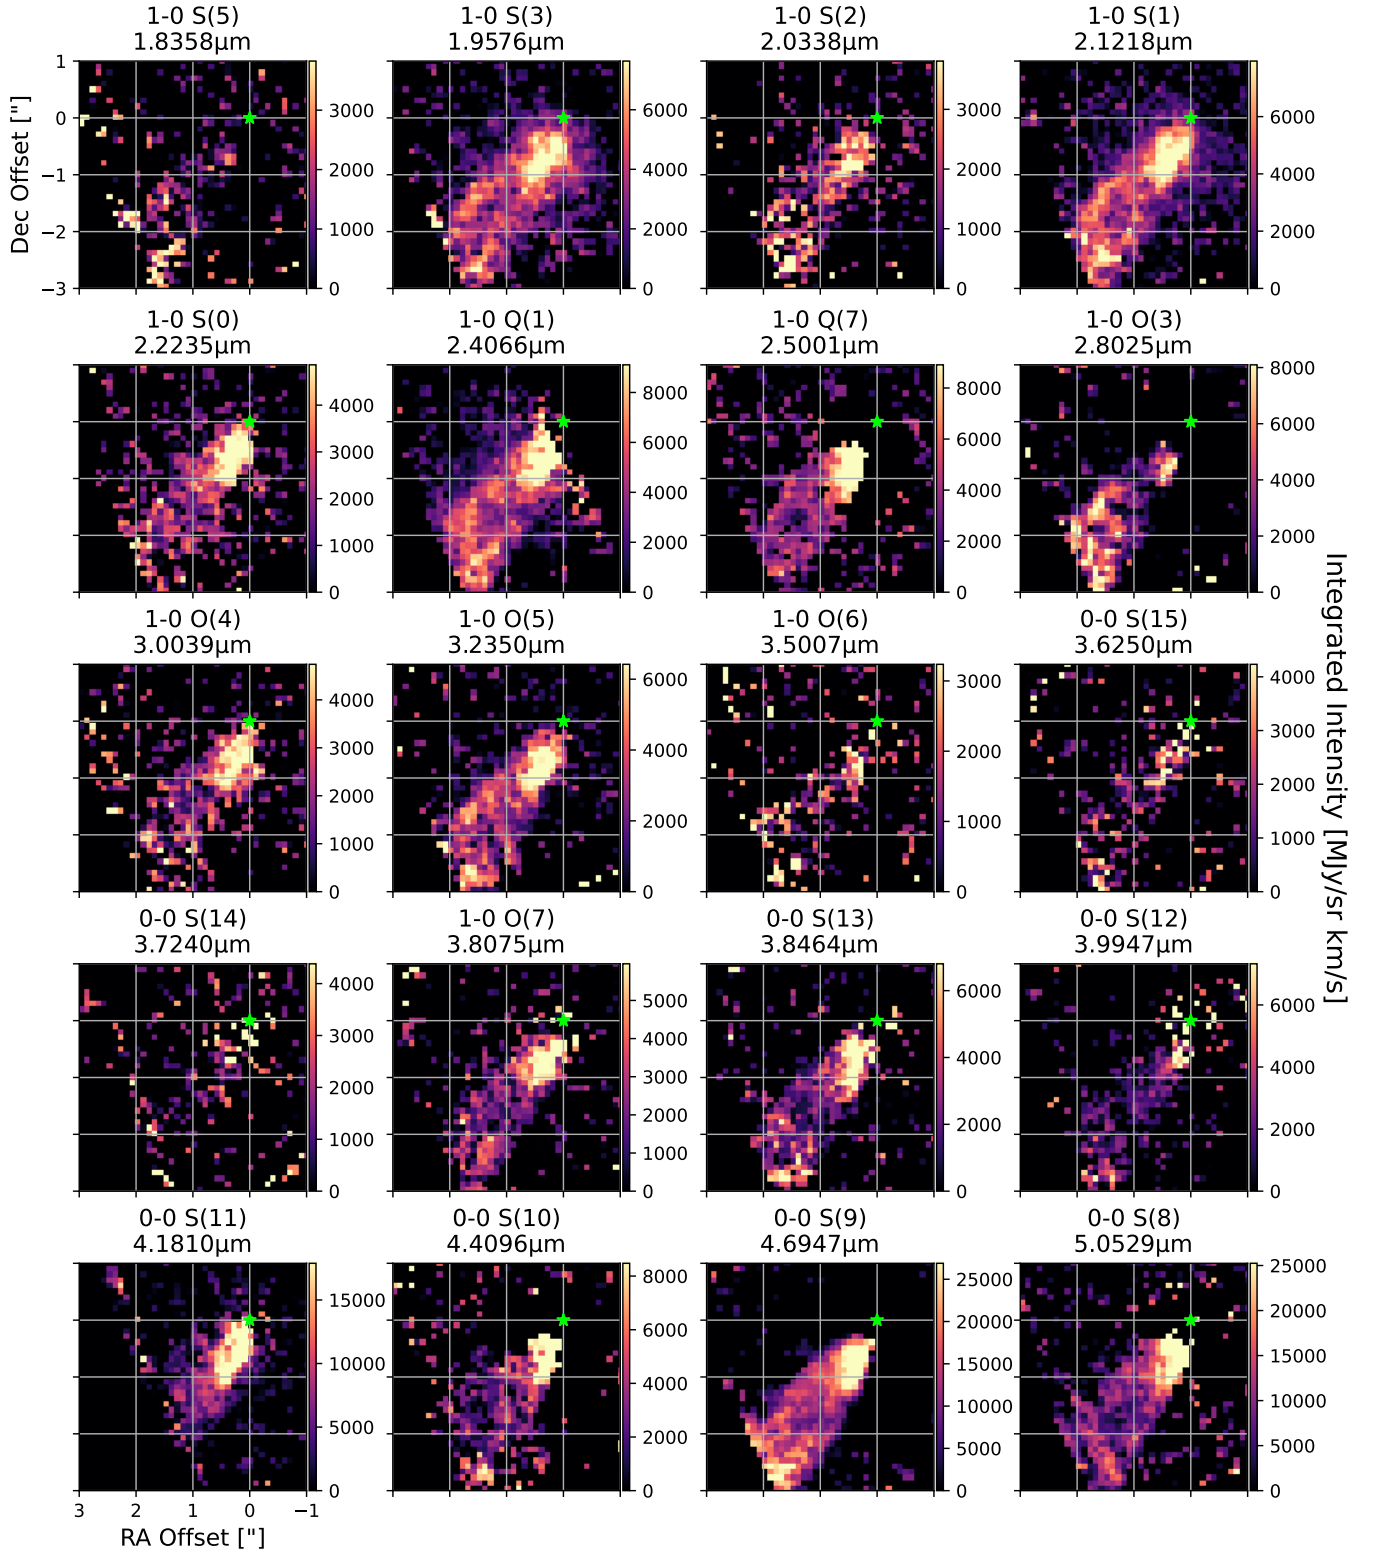 1-0 S(5)
1.8358μm
1-0 S(3)
1.9576μm
1-0 S(2)
2.0338μm
1-0 S(1)
2.1218μm
1
0
−1
−2
−3
Dec Offset ["]
3000
2000
1000
0
6000
4000
2000
0
3000
2000
1000
0
6000
4000
2000
0
1-0 S(0)
2.2235μm
1-0 Q(1)
2.4066μm
1-0 Q(7)
2.5001μm
1-0 O(3)
2.8025μm
4000
3000
2000
1000
0
8000
6000
4000
2000
0
8000
6000
4000
2000
0
8000
6000
4000
2000
0
1-0 O(4)
3.0039μm
1-0 O(5)
3.2350μm
1-0 O(6)
3.5007μm
0-0 S(15)
3.6250μm
4000
3000
2000
1000
0
6000
4000
2000
0
3000
2000
1000
0
4000
3000
2000
1000
0
Integrated Intensity [MJy/sr km/s]
0-0 S(14)
3.7240μm
1-0 O(7)
3.8075μm
0-0 S(13)
3.8464μm
0-0 S(12)
3.9947μm
4000
3000
2000
1000
0
5000
4000
3000
2000
1000
0
6000
4000
2000
0
6000
4000
2000
0
0-0 S(11)
4.1810μm
0-0 S(10)
4.4096μm
0-0 S(9)
4.6947μm
0-0 S(8)
5.0529μm
15000
10000
5000
0
8000
6000
4000
2000
0
25000
20000
15000
10000
5000
0
25000
20000
15000
10000
5000
0
3
2
1
0
−1
RA Offset ["]